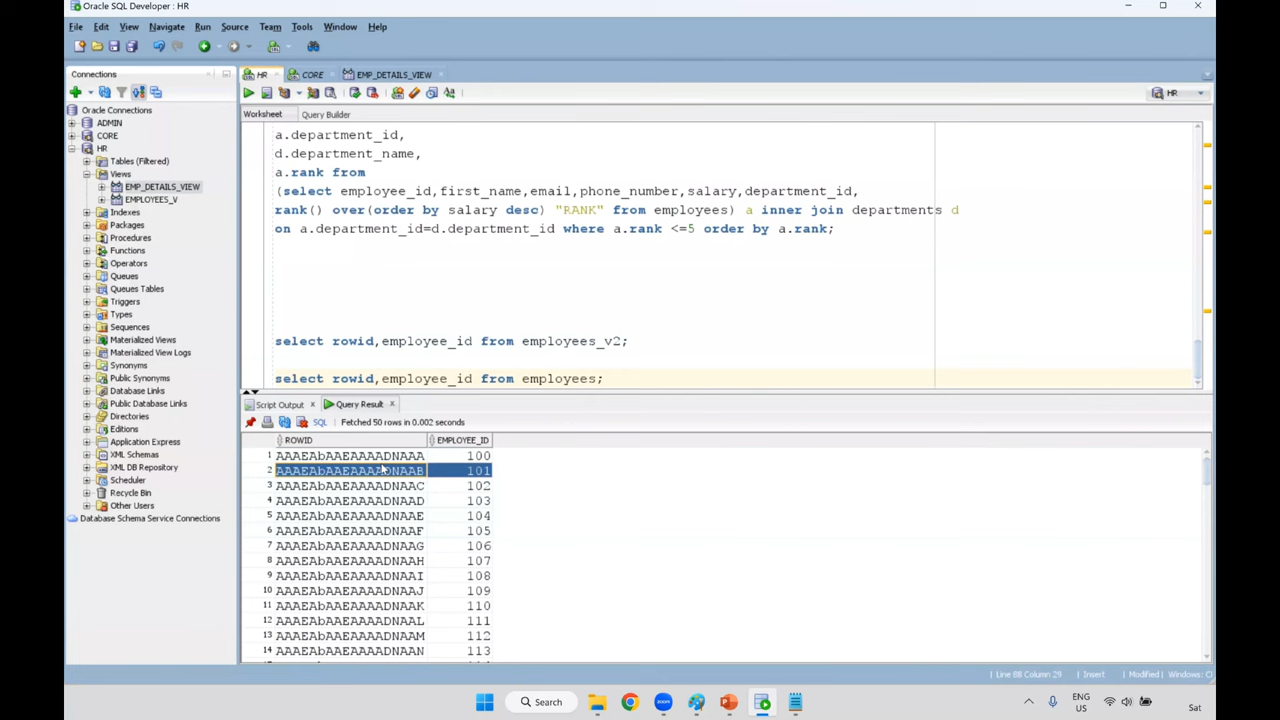 Oracle SQL Developer : HR
File Edit View Navigate Run Source Team Tools Window Help
Connections
Oracle Connections
ADMIN
CORE
HR
Tables (Filtered)
Views
EMP_DETAILS_VIEW
EMPLOYEES_V
Indexes
Packages
Procedures
Functions
Operators
Queues
Queues Tables
Triggers
Types
Sequences
Materialized Views
Materialized View Logs
Synonyms
Public Synonyms
Database Links
Public Database Links
Directories
Editions
Application Express
XML Schemas
XML DB Repository
Scheduler
Recycle Bin
Other Users
Database Schema Service Connections
HR CORE EMP_DETAILS_VIEW
SQL HR
Worksheet Query Builder
a.department_id,
d.department_name,
a.rank from
(select employee_id,first_name,email,phone_number,salary,department_id,
rank() over(order by salary desc) "RANK" from employees) a inner join departments d
on a.department_id=d.department_id where a.rank <=5 order by a.rank;
select rowid,employee_id from employees_v2;
select rowid,employee_id from employees;
Script Output Query Result
SQL Fetched 50 rows in 0.002 seconds
ROWID EMPLOYEE_ID
1 AAAEAbAAEAAAADNAAA 100
2 AAAEAbAAEAAAADNAAB 101
3 AAAEAbAAEAAAADNAAC 102
4 AAAEAbAAEAAAADNAAD 103
5 AAAEAbAAEAAAADNAAE 104
6 AAAEAbAAEAAAADNAAF 105
7 AAAEAbAAEAAAADNAAG 106
8 AAAEAbAAEAAAADNAAH 107
9 AAAEAbAAEAAAADNAAI 108
10 AAAEAbAAEAAAADNAAJ 109
11 AAAEAbAAEAAAADNAAK 110
12 AAAEAbAAEAAAADNAAL 111
13 AAAEAbAAEAAAADNAAM 112
14 AAAEAbAAEAAAADNAAN 113
Line 88 Column 29 Insert Modified Windows:
Search
ENG
US
Sat